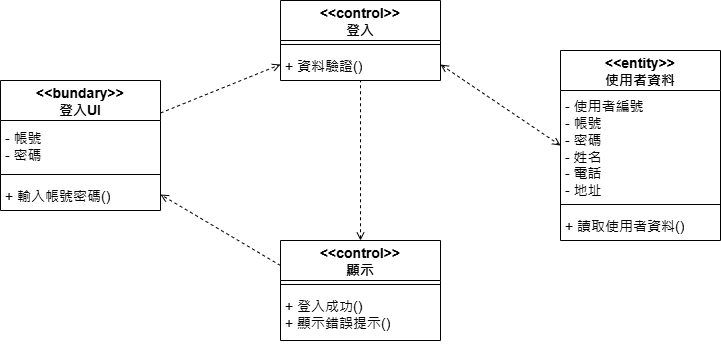 <<control>>
登入
+ 資料驗證()
<<bundary>>
登入UI
- 帳號
- 密碼
+ 輸入帳號密碼()
<<entity>>
使用者資料
- 使用者編號
- 帳號
- 密碼
- 姓名
- 電話
- 地址
+ 讀取使用者資料()
<<control>>
顯示
+ 登入成功()
+ 顯示錯誤提示()